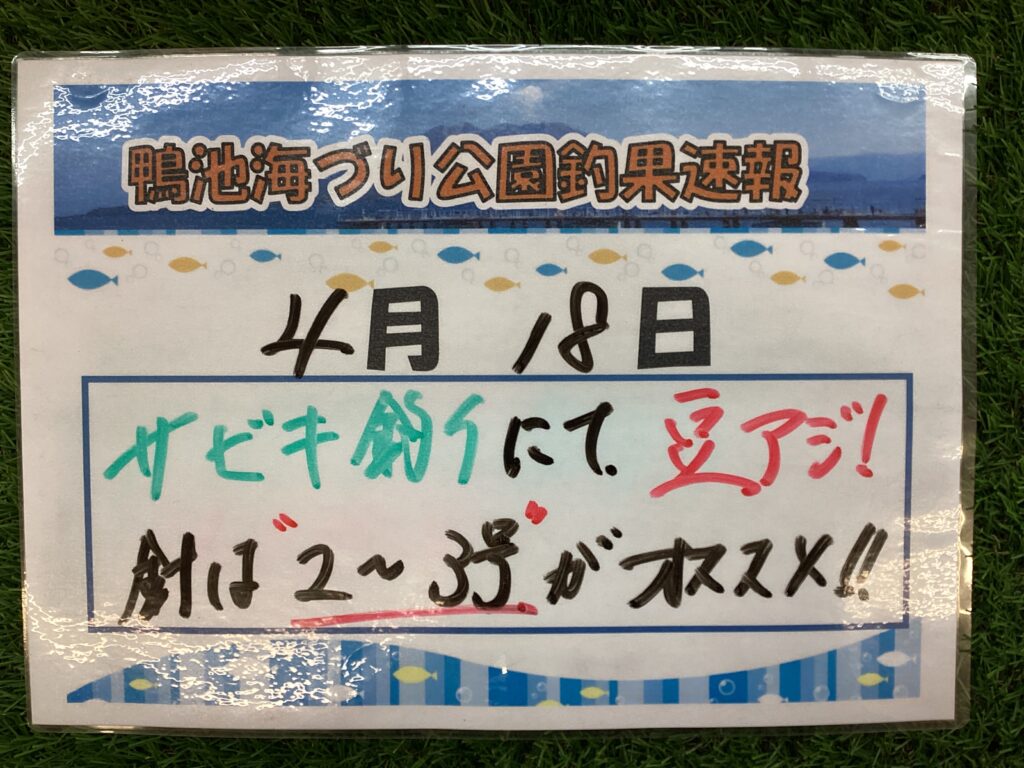 鴨池海づり公園釣果速報
4月 18日
サビキ釣りにて 豆アジ!
針は"2〜3号"がオススメ!!